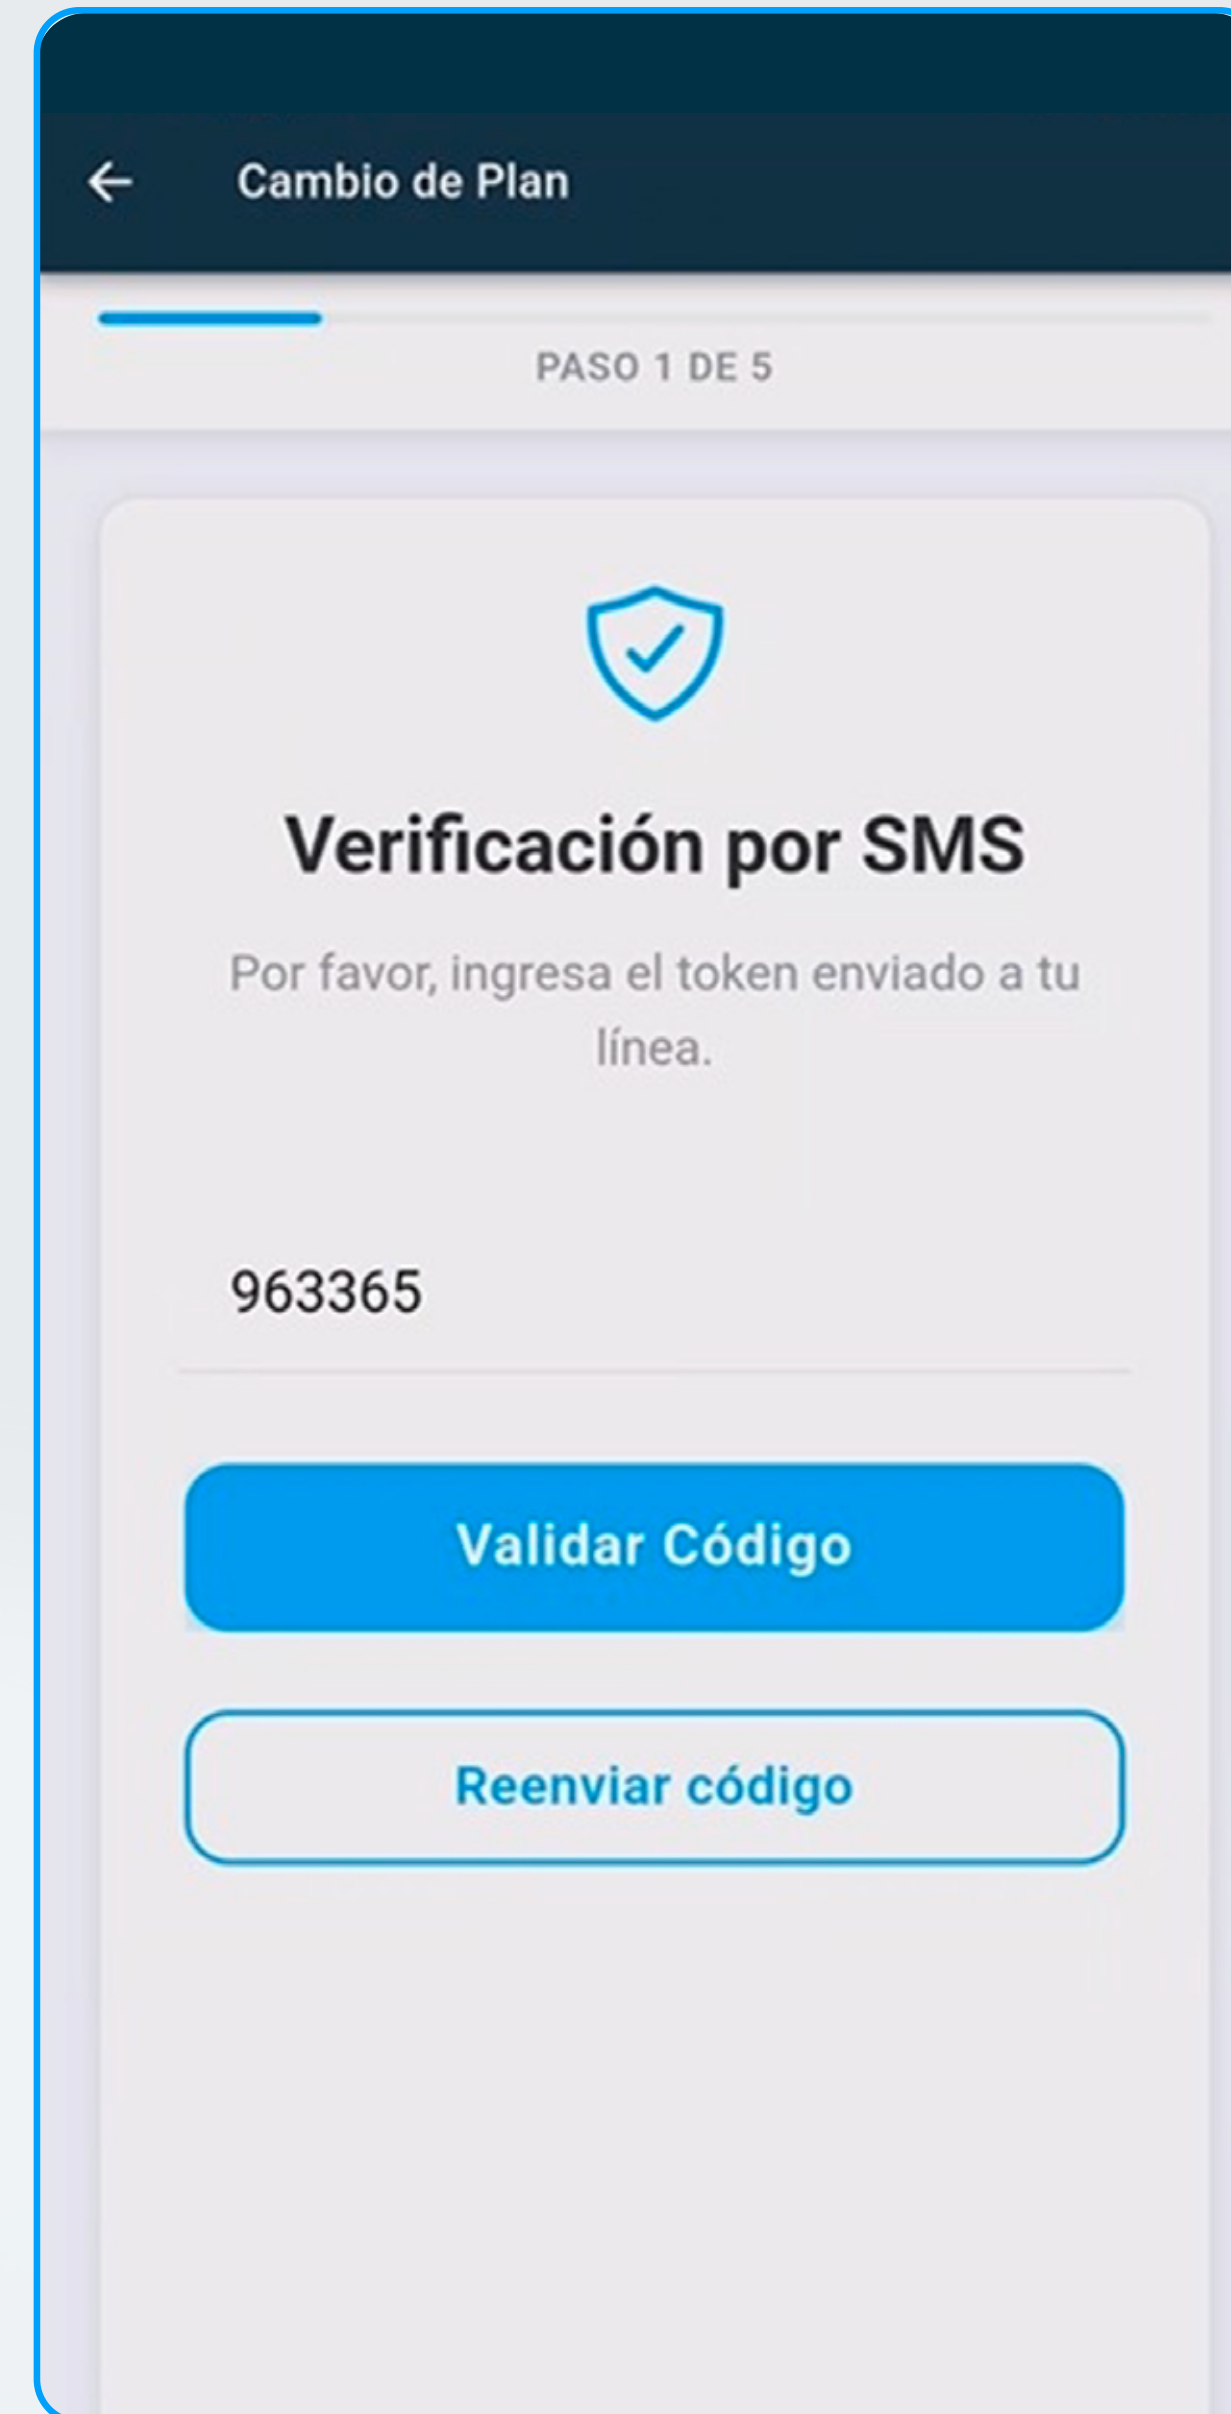 Cambio de Plan
PASO 1 DE 5
Verificación por SMS
Por favor, ingresa el token enviado a tu
línea.
963365
Validar Código
Reenviar código